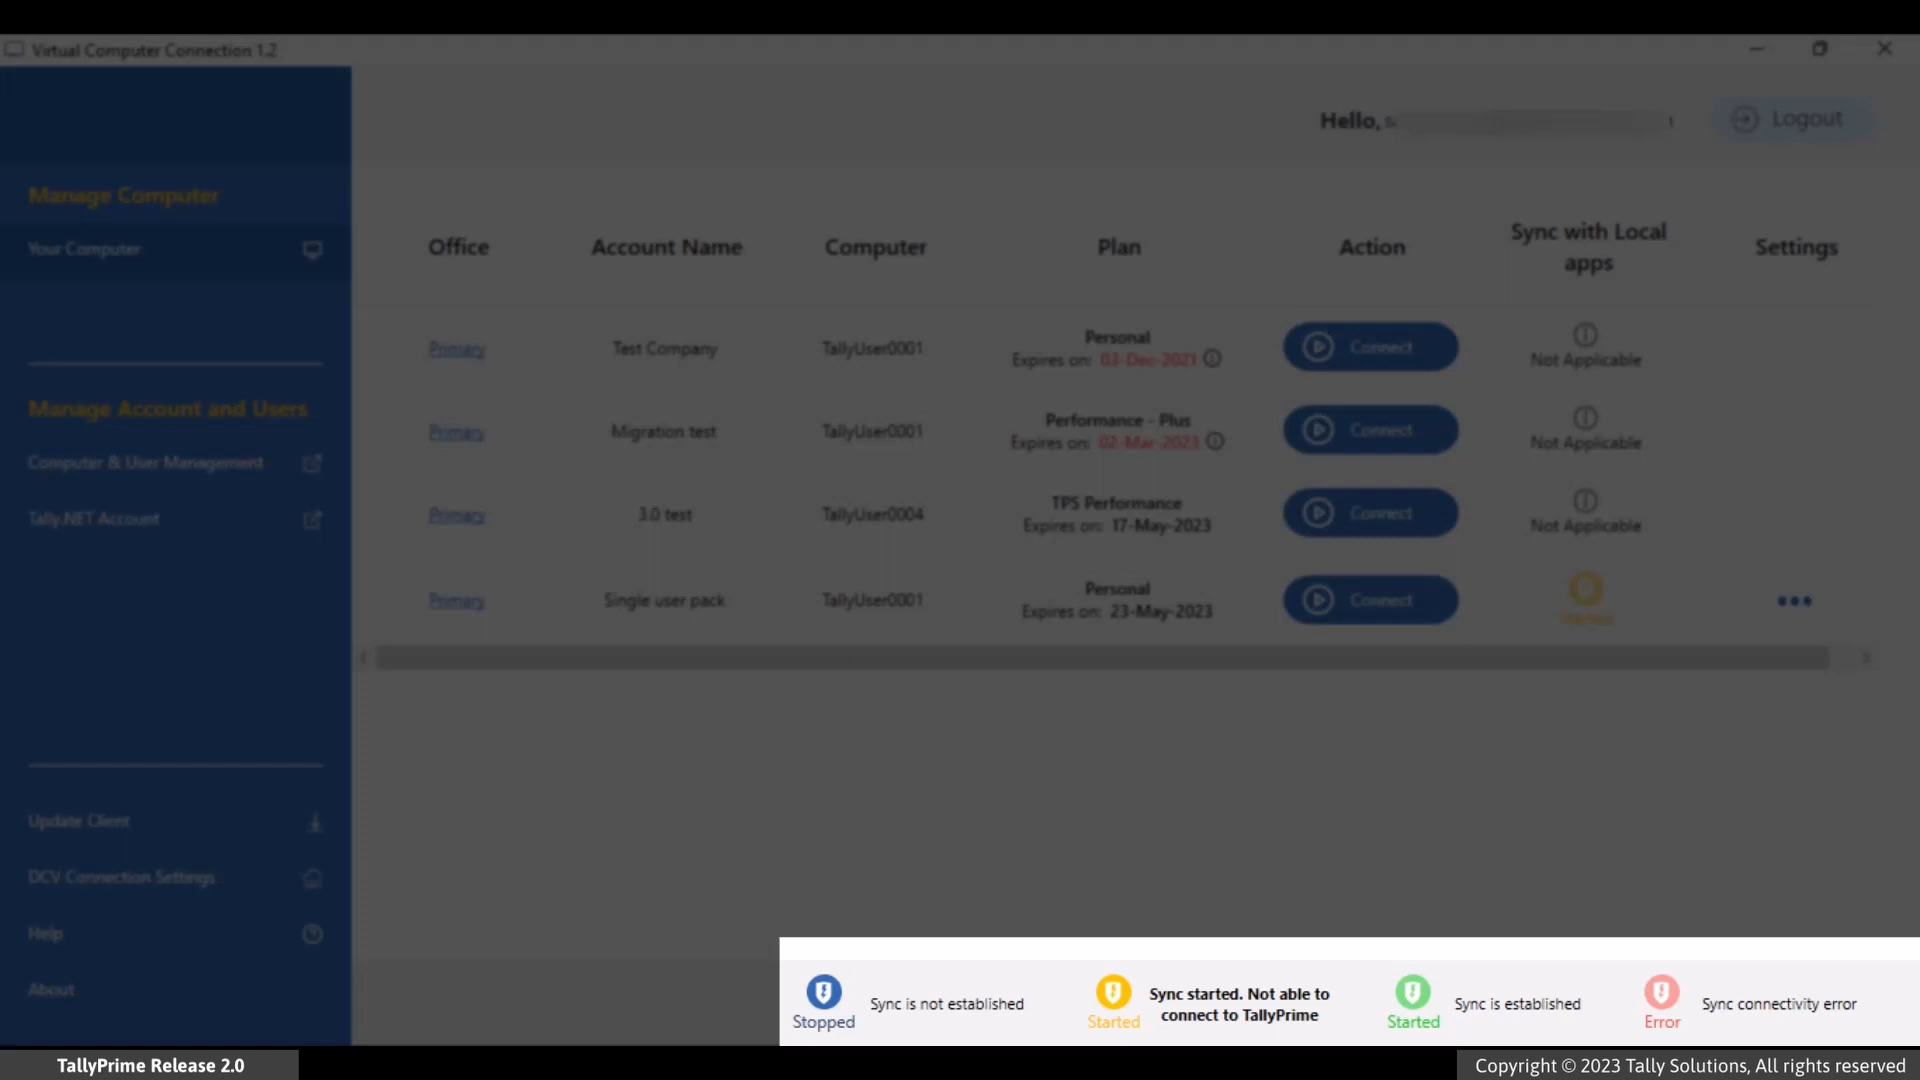 Virtual Computer Connection 1.2
Hello,
Logout
Manage Computer
Your Computer
Office Account Name Computer Plan Action Sync with Local apps Settings
Primary Test Company TallyUser0001 Personal Connect Not Applicable
Expires on: 03-Dec-2021
Manage Account and Users
Primary Migration test TallyUser0001 Performance - Plus Connect Not Applicable
Expires on: 02-Mar-2023
Computer & User Management
Primary 3.0 test TallyUser0004 TPS Performance Connect Not Applicable
Expires on: 17-May-2023
Tally.NET Account
Primary Single user pack TallyUser0001 Personal Connect Started
Expires on: 23-May-2023
Update Client
DCV Connection Settings
Help
About
Stopped Sync is not established
Started Sync started. Not able to
connect to TallyPrime
Started Sync is established
Error Sync connectivity error
TallyPrime Release 2.0
Copyright © 2023 Tally Solutions, All rights reserved